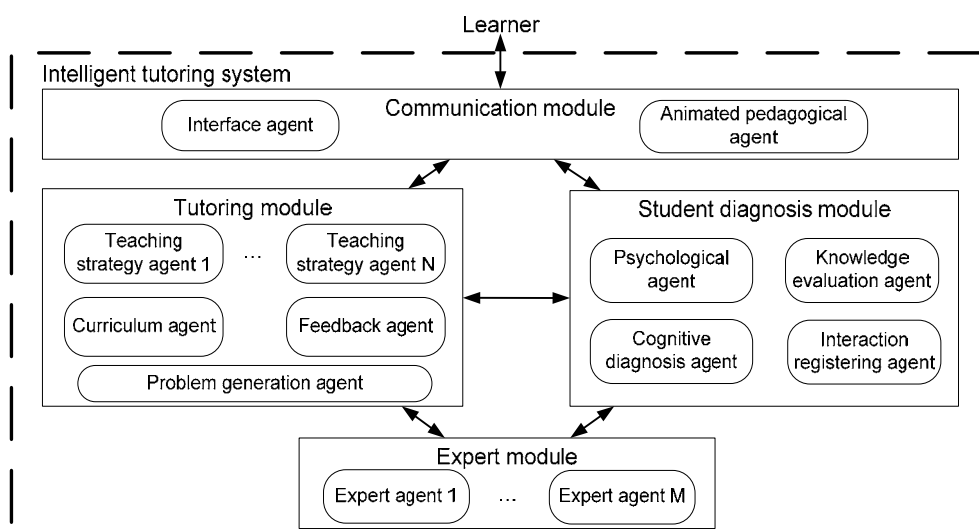 Learner
Intelligent tutoring system
Communication module
Interface agent
Animated pedagogical
agent
Tutoring module
Teaching
strategy agent 1
...
Teaching
strategy agent N
Curriculum agent
Feedback agent
Problem generation agent
Student diagnosis module
Psychological
agent
Knowledge
evaluation agent
Cognitive
diagnosis agent
Interaction
registering agent
Expert module
Expert agent 1
...
Expert agent M